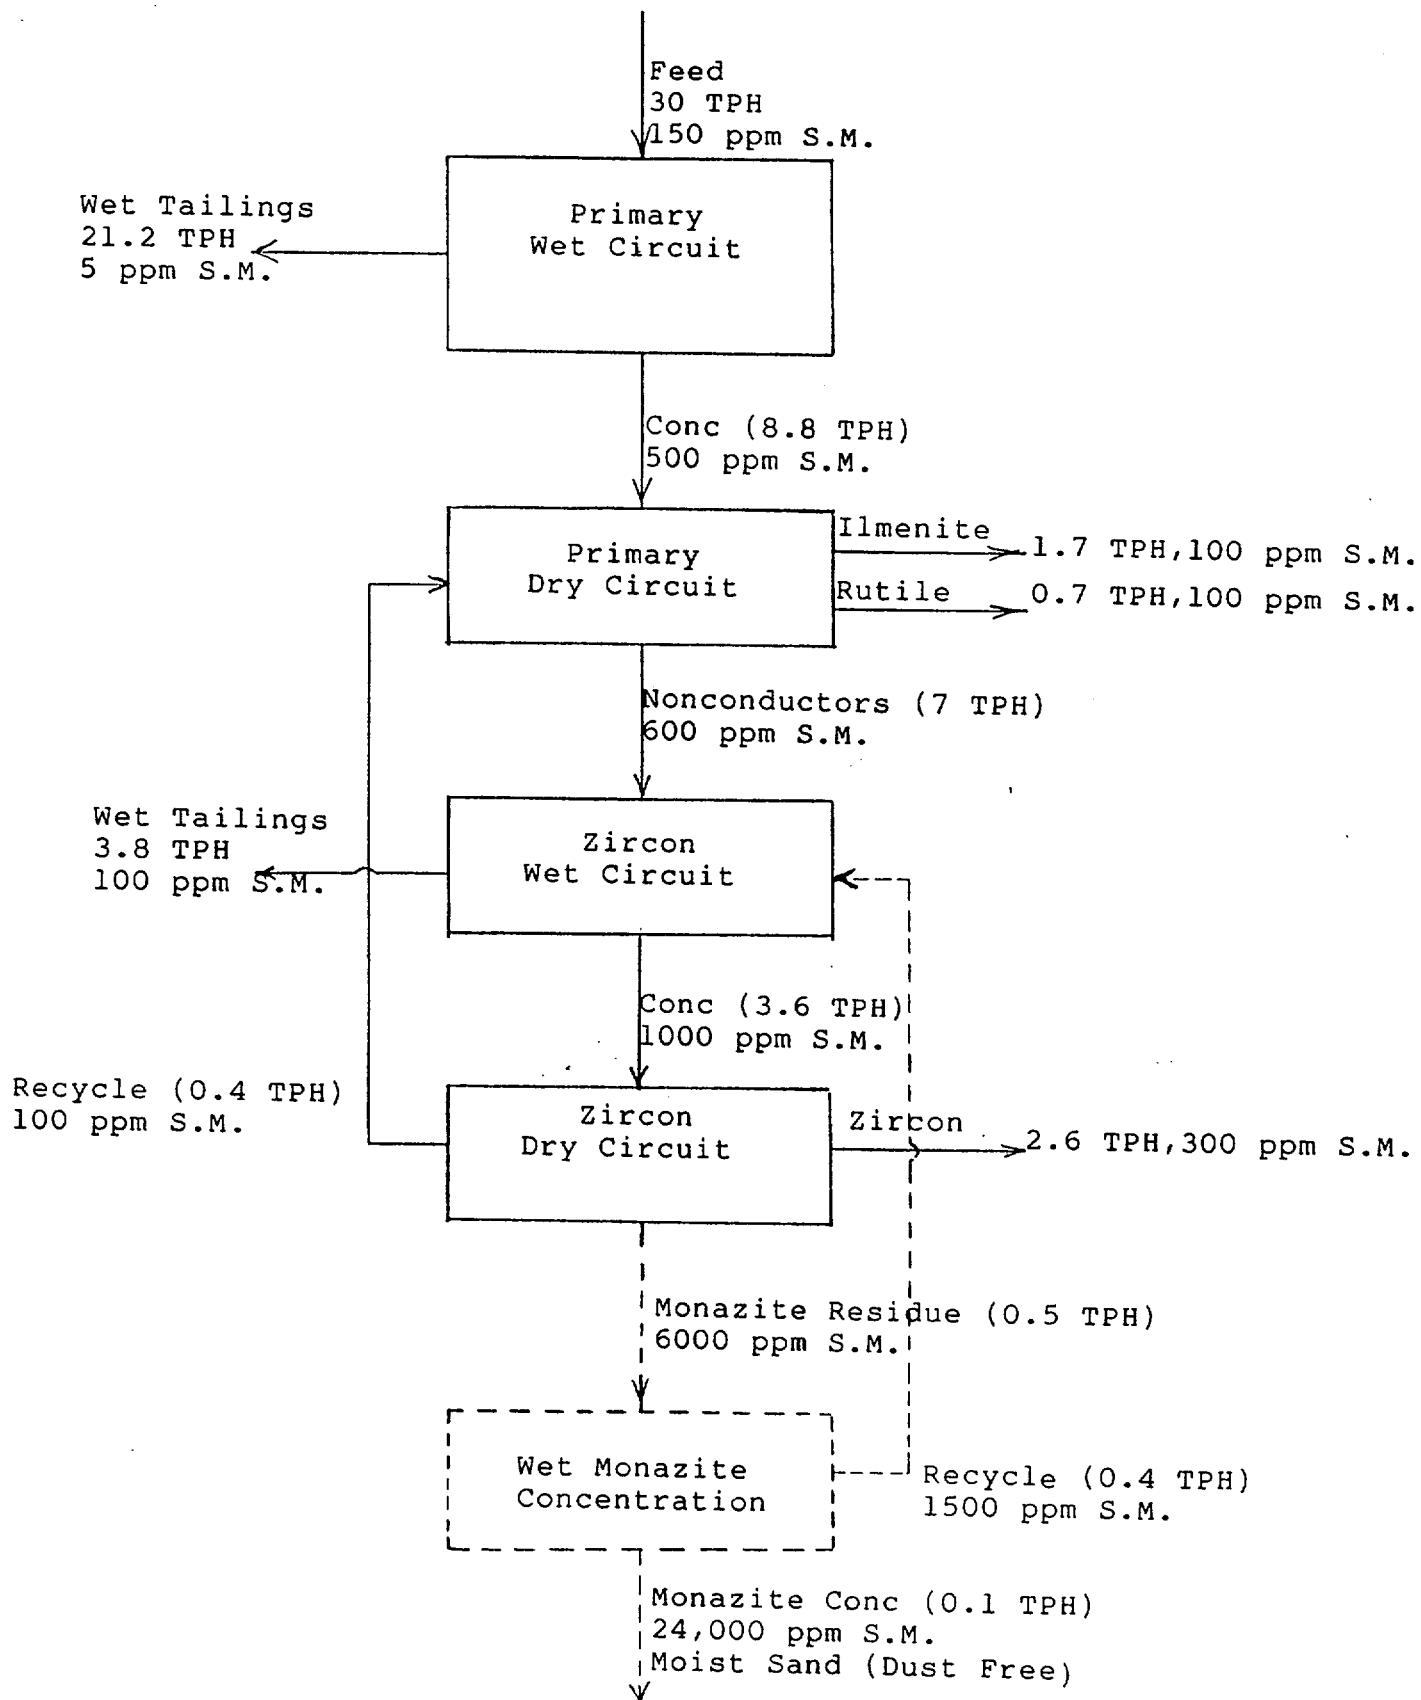 Feed
30 TPH
150 ppm S.M.
Wet Tailings
21.2 TPH
5 ppm S.M.
Primary
Wet Circuit
Conc (8.8 TPH)
500 ppm S.M.
Primary
Dry Circuit
Ilmenite
1.7 TPH,100 ppm S.M.
Rutile
0.7 TPH,100 ppm S.M.
Nonconductors (7 TPH)
600 ppm S.M.
Wet Tailings
3.8 TPH
100 ppm S.M.
Zircon
Wet Circuit
Conc (3.6 TPH)
1000 ppm S.M.
Recycle (0.4 TPH)
100 ppm S.M.
Zircon
Dry Circuit
Zircon
2.6 TPH,300 ppm S.M.
Monazite Residue (0.5 TPH)
6000 ppm S.M.
Wet Monazite
Concentration
Recycle (0.4 TPH)
1500 ppm S.M.
Monazite Conc (0.1 TPH)
24,000 ppm S.M.
Moist Sand (Dust Free)